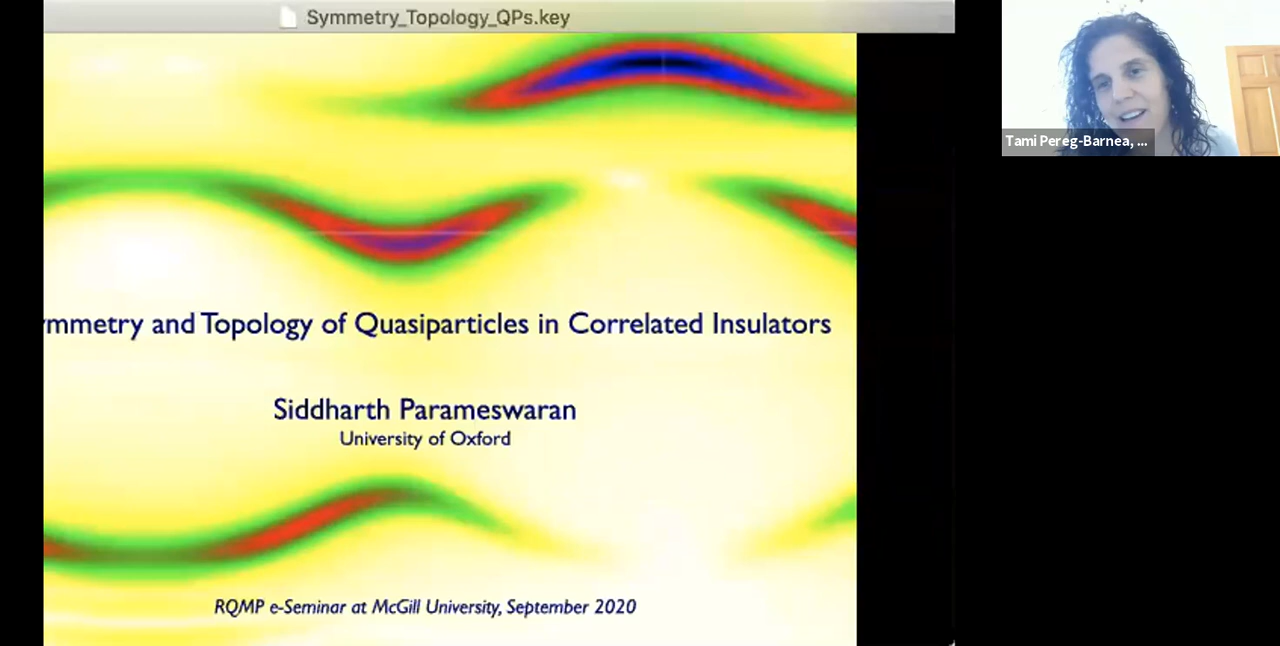 Symmetry_Topology_QPs.key
Tami Pereg-Barnea, ...
mmetry and Topology of Quasiparticles in Correlated Insulators
Siddharth Parameswaran
University of Oxford
RQMP e-Seminar at McGill University, September 2020